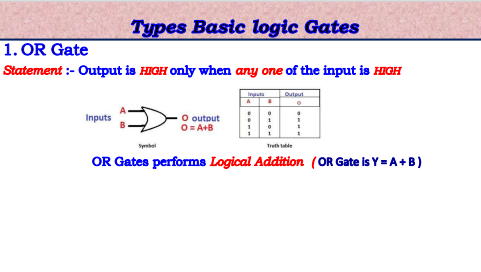 Types Basic logic Gates
1. OR Gate
Statement :- Output is HIGH only when any one of the input is HIGH
Inputs
A
B
O output
O = A+B
Symbol
Inputs Output
A B O
0 0 0
0 1 1
1 0 1
1 1 1
Truth table
OR Gates performs Logical Addition ( OR Gate is Y = A + B )